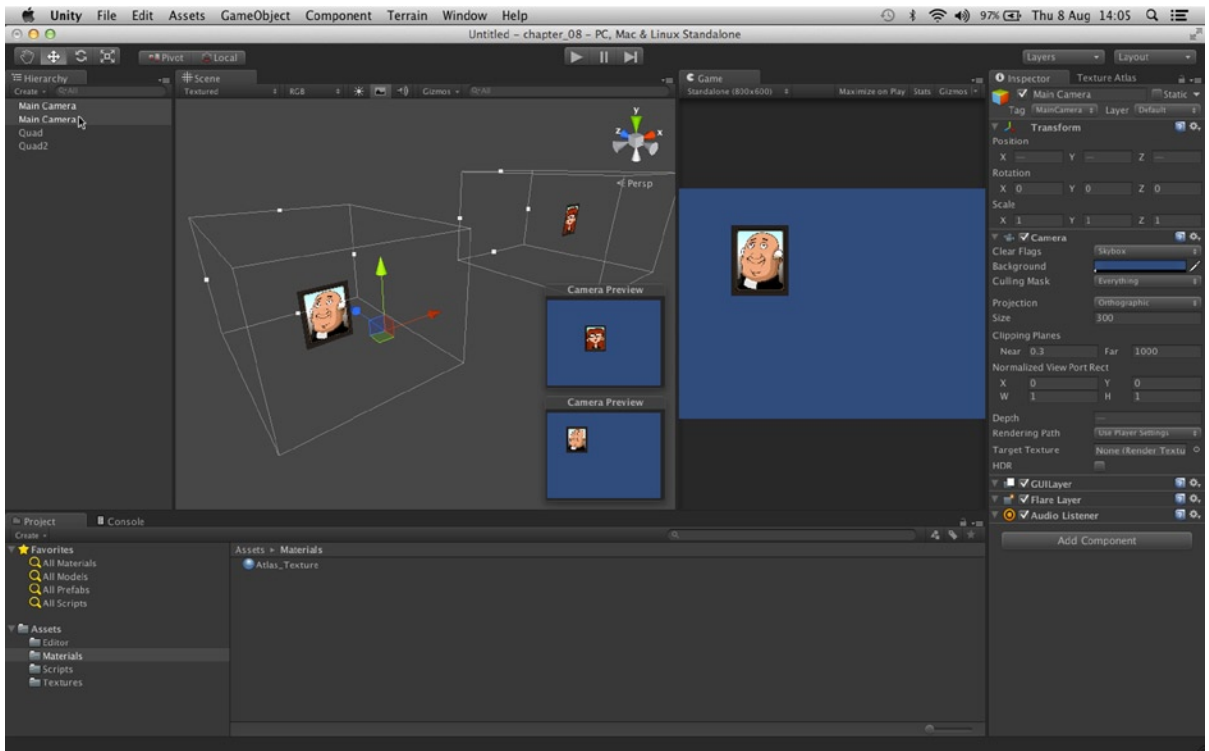 Unity File Edit Assets GameObject Component Terrain Window Help 97% Thu 8 Aug 14:05
Untitled – chapter_08 – PC, Mac & Linux Standalone
Pivot Local Layers Layout
Hierarchy
Create All
Main Camera
Main Camera
Quad
Quad2
Scene
Textured RGB Gizmos All
y
z x
Persp
Camera Preview
Camera Preview
Game
Standalone (800x600) Maximize on Play Stats Gizmos
Inspector Texture Atlas
Main Camera Static
Tag MainCamera Layer Default
Transform
Position
X — Y — Z —
Rotation
X 0 Y 0 Z 0
Scale
X 1 Y 1 Z 1
Camera
Clear Flags Skybox
Background
Culling Mask Everything
Projection Orthographic
Size 300
Clipping Planes
Near 0.3 Far 1000
Normalized View Port Rect
X 0 Y 0
W 1 H 1
Depth —
Rendering Path Use Player Settings
Target Texture None (Render Textu
HDR
GUILayer
Flare Layer
Audio Listener
Add Component
Project Console
Create
Favorites
All Materials
All Models
All Prefabs
All Scripts
Assets
Editor
Materials
Scripts
Textures
Assets ▸ Materials
Atlas_Texture